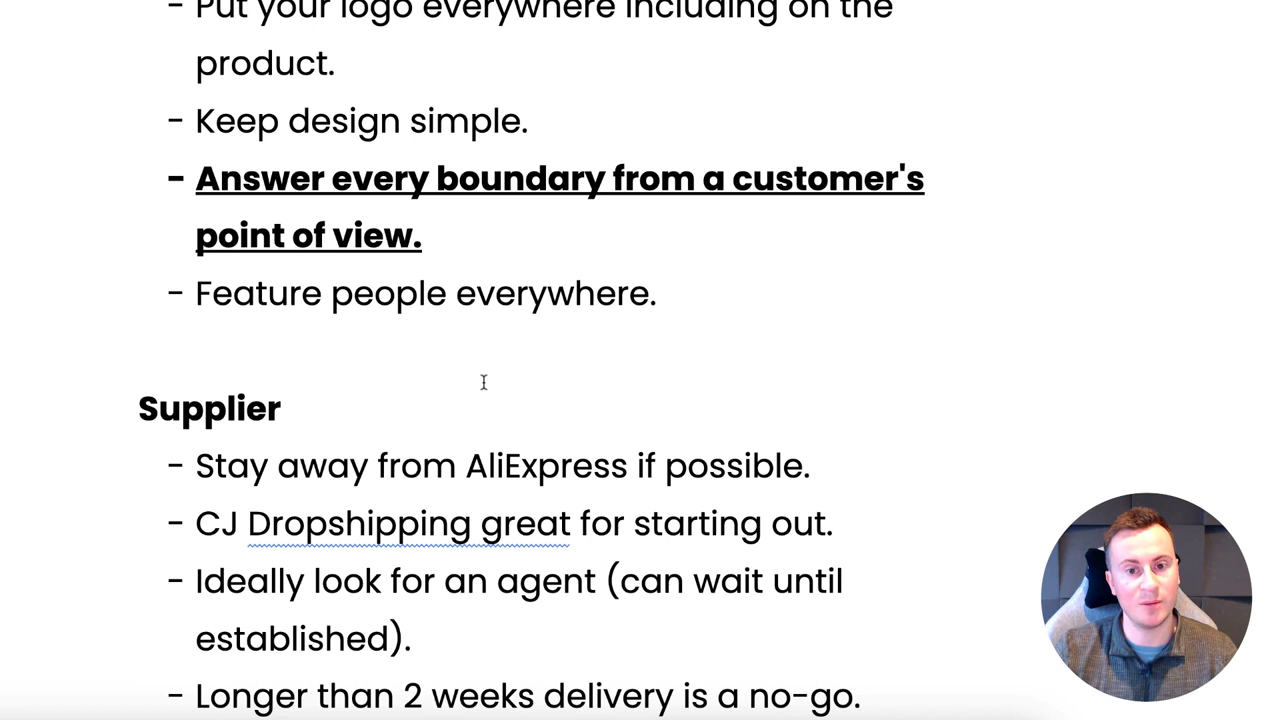 - Put your logo everywhere including on the
product.
- Keep design simple.
- Answer every boundary from a customer's
point of view.
- Feature people everywhere.
Supplier
- Stay away from AliExpress if possible.
- CJ Dropshipping great for starting out.
- Ideally look for an agent (can wait until
established).
- Longer than 2 weeks delivery is a no-go.